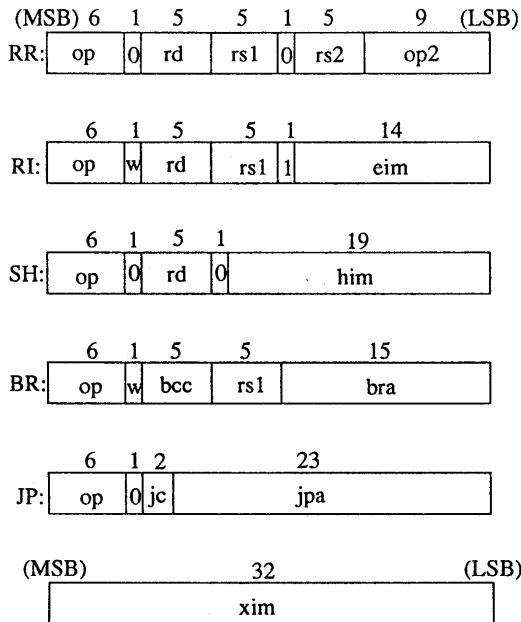 (MSB) 6 1 5 5 1 5 9 (LSB)
RR: op 0 rd rs1 0 rs2 op2
6 1 5 5 1 14
RI: op w rd rs1 1 eim
6 1 5 1 19
SH: op 0 rd 0 him
6 1 5 5 15
BR: op w bcc rs1 bra
6 1 2 23
JP: op 0 jc jpa
(MSB) 32 (LSB)
xim